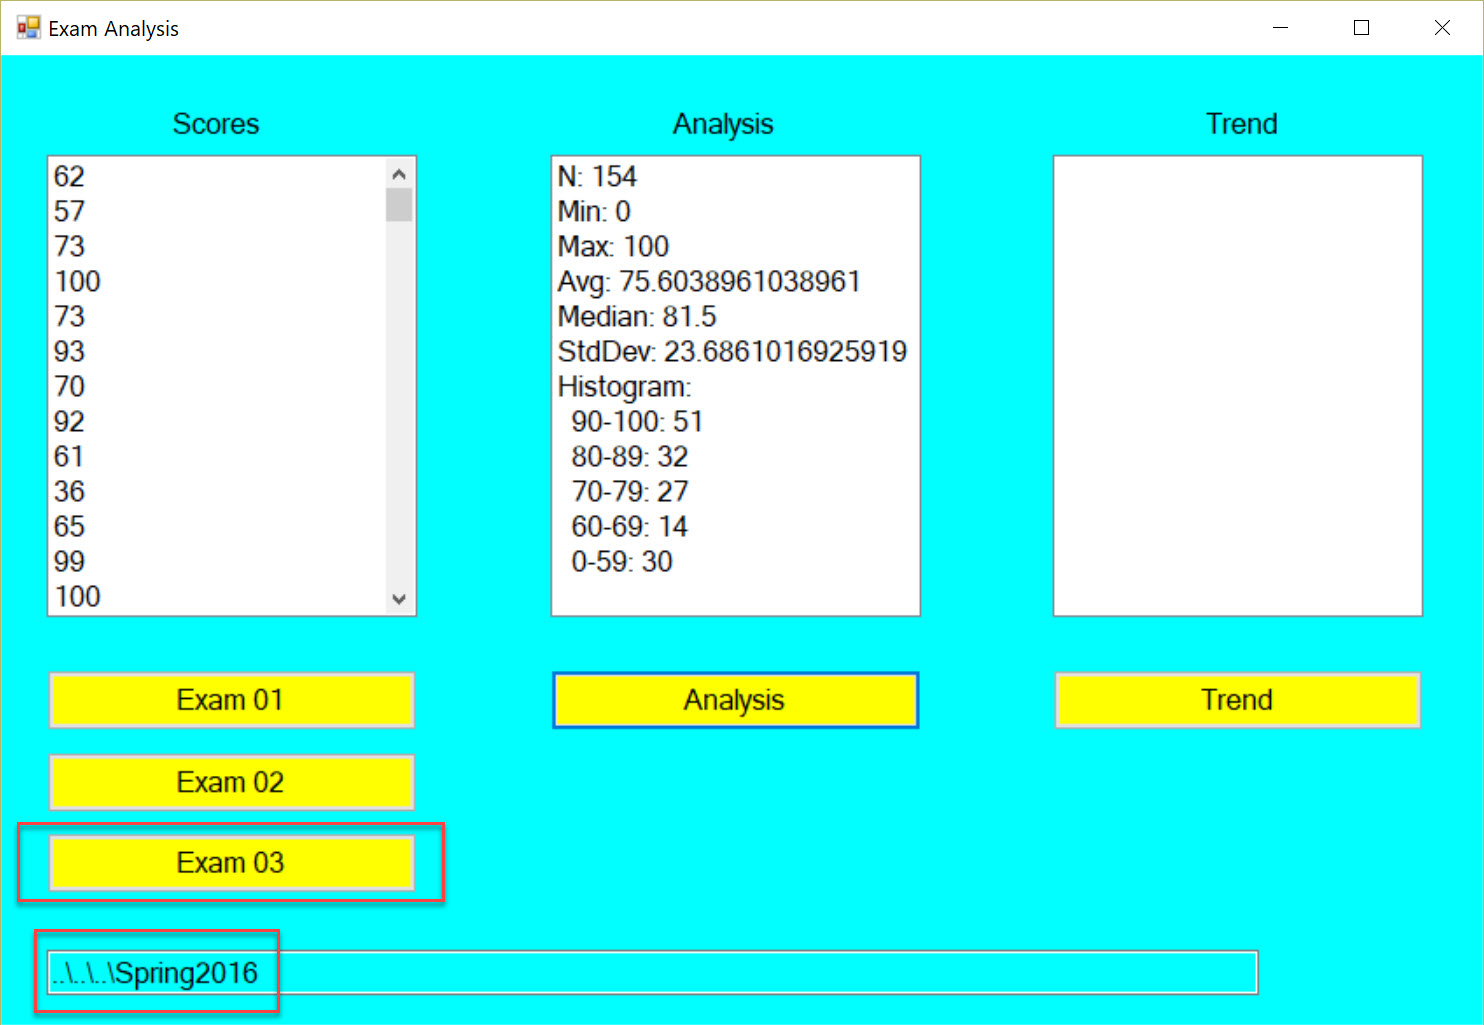 Exam Analysis
Scores
62
57
73
100
73
93
70
92
61
36
65
99
100
Analysis
N: 154
Min: 0
Max: 100
Avg: 75.6038961038961
Median: 81.5
StdDev: 23.6861016925919
Histogram:
90-100: 51
80-89: 32
70-79: 27
60-69: 14
0-59: 30
Trend
Exam 01
Analysis
Trend
Exam 02
Exam 03
..\..\..\Spring2016